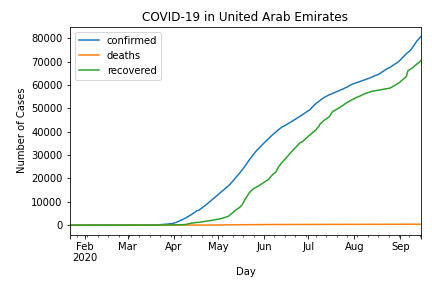 COVID-19 in United Arab Emirates
confirmed
deaths
recovered
80000
70000
60000
50000
40000
30000
20000
10000
0
Number of Cases
Feb Mar Apr May Jun Jul Aug Sep
2020
Day